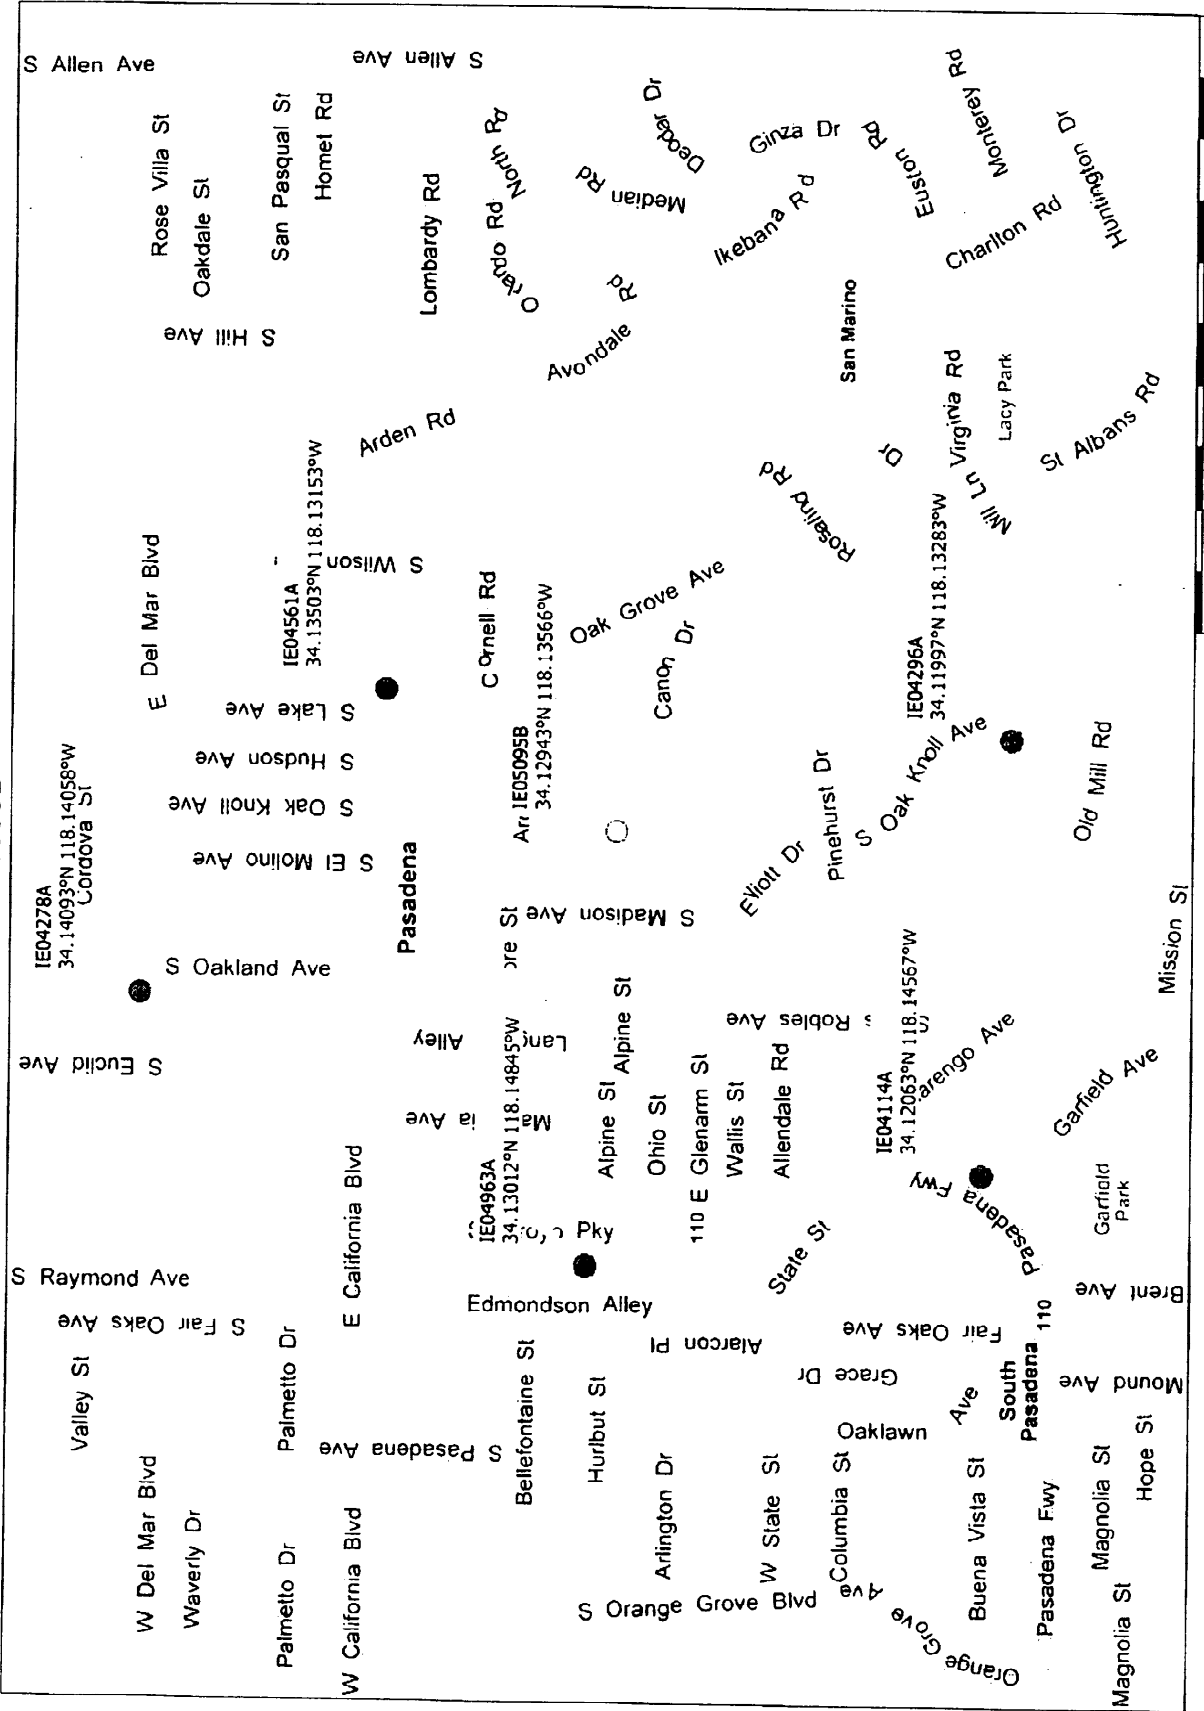 S Allen Ave
S Allen Ave
Rose Villa St
Oakdale St
San Pasqual St
Homet Rd
Lombardy Rd
Orlando Rd
North Rd
S Hill Ave
Deodar Dr
Median Rd
Ginza Dr
Ikebana Rd
Euston Rd
Monterey Rd
Huntington Dr
Charlton Rd
Avondale Rd
San Marino
Arden Rd
Virginia Rd
Lacy Park
St Albans Rd
Mill Ln
Dr
Rosalind Rd
E Del Mar Blvd
S Wilson
IE04561A
34.13503°N 118.13153°W
Cornell Rd
Oak Grove Ave
Canon Dr
S Lake Ave
S Hudson Ave
S Oak Knoll Ave
S El Molino Ave
Pasadena
IE04278A
34.14093°N 118.14058°W
Cordova St
IE05095B
34.12943°N 118.13566°W
IE04296A
34.11997°N 118.13283°W
Pinehurst Dr
S Oak Knoll Ave
Elliott Dr
Old Mill Rd
Mission St
S Madison Ave
S Oakland Ave
S Euclid Ave
Alley
Alpine St
Alpine St
Ohio St
E Glenarm St
110
Wallis St
Allendale Rd
Robles Ave
IE04114A
34.12063°N 118.14567°W
arengo Ave
Garfield Ave
Garfield
Park
IE04963A
34.13012°N 118.14845°W
Pky
E California Blvd
S Raymond Ave
Edmondson Alley
State St
Pasadena Fwy
110
Brent Ave
S Fair Oaks Ave
Alarcon Pl
Fair Oaks Ave
Grace Dr
South
Pasadena
Mound Ave
Valley St
Palmetto Dr
S Pasadena Ave
Bellefontaine St
Hurlbut St
Oaklawn Ave
W Del Mar Blvd
Waverly Dr
Palmetto Dr
W California Blvd
Arlington Dr
W State St
Columbia St
Buena Vista St
Pasadena Fwy
Magnolia St
Hope St
Magnolia St
S Orange Grove Blvd
Orange Grove Ave